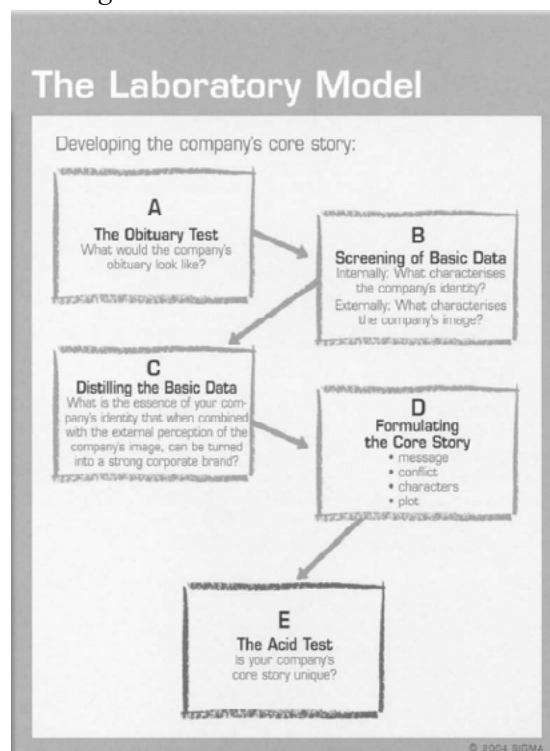 The Laboratory Model
Developing the company's core story:
A
The Obituary Test
What would the company's
obituary look like?
B
Screening of Basic Data
Internally: What characterises
the company's identity?
Externally: What characterises
the company's image?
C
Distilling the Basic Data
What is the essence of your com-
pany's identity that when combined
with the external perception of the
company's image, can be turned
into a strong corporate brand?
D
Formulating
the Core Story
• message
• conflict
• characters
• plot
E
The Acid Test
Is your company's
core story unique?
© 2004 SIGMA